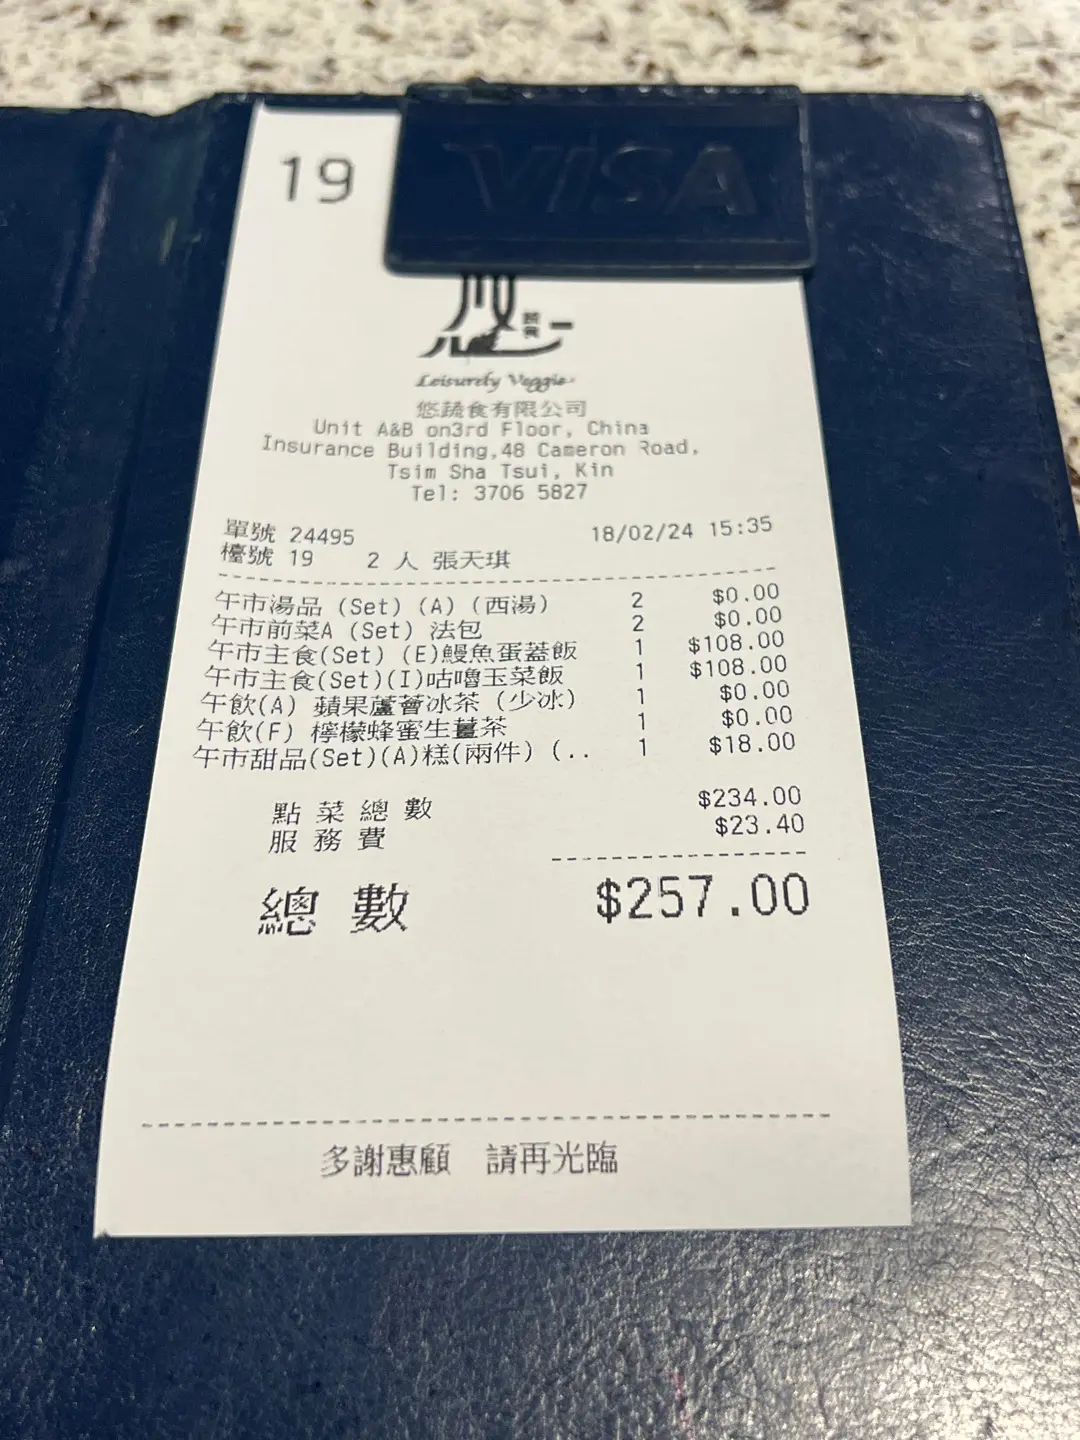 VISA
19
悠
蔬食
Leisurely Veggie
悠蔬食有限公司
Unit A&B on3rd Floor, China
Insurance Building,48 Cameron Road,
Tsim Sha Tsui, Kin
Tel: 3706 5827
單號 24495 18/02/24 15:35
檯號 19 2 人 張天琪
午市湯品 (Set) (A) (西湯) 2 $0.00
午市前菜A (Set) 法包 2 $0.00
午市主食(Set) (E)鰻魚蛋蓋飯 1 $108.00
午市主食(Set)(I)咕嚕玉菜飯 1 $108.00
午飲(A) 蘋果蘆薈冰茶 (少冰) 1 $0.00
午飲(F) 檸檬蜂蜜生薑茶 1 $0.00
午市甜品(Set)(A)糕(兩件) (.. 1 $18.00
點菜總數 $234.00
服務費 $23.40
總數 $257.00
多謝惠顧 請再光臨